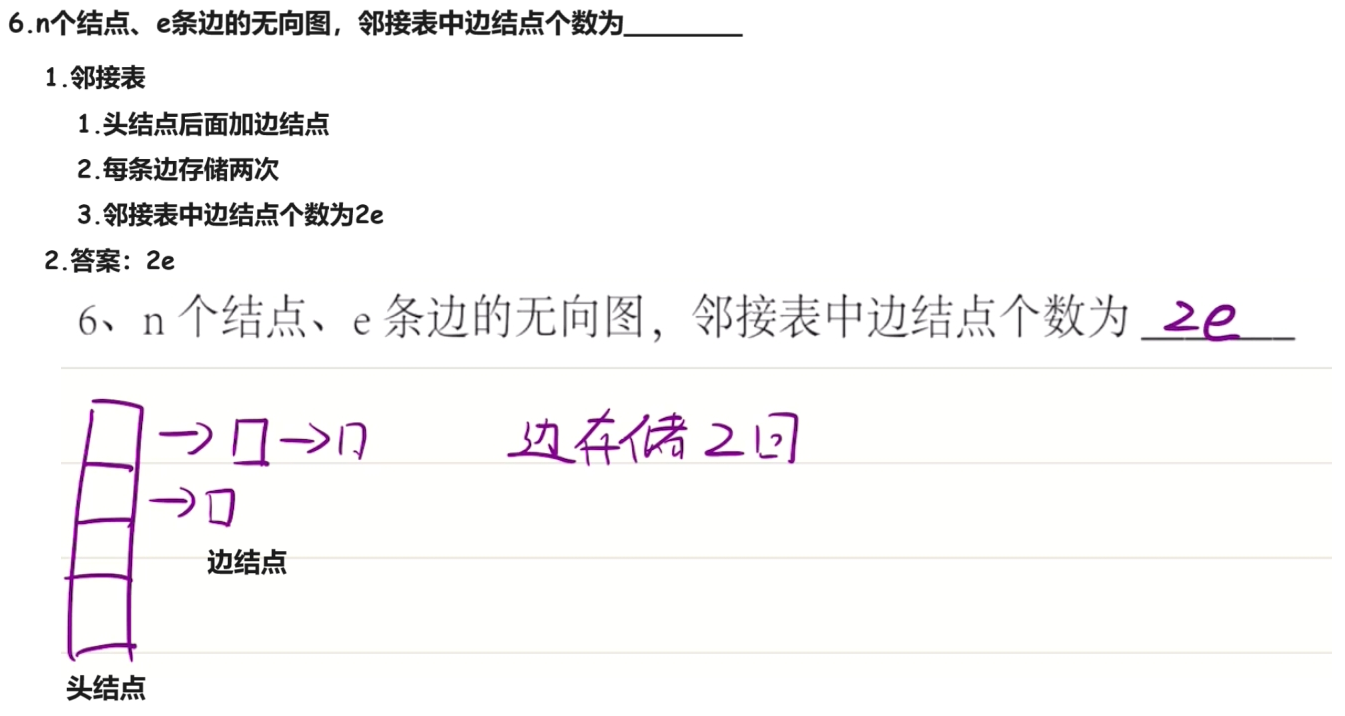 6.n个结点、e条边的无向图，邻接表中边结点个数为________
1.邻接表
1.头结点后面加边结点
2.每条边存储两次
3.邻接表中边结点个数为2e
2.答案：2e
6、n 个结点、e 条边的无向图，邻接表中边结点个数为 2e
边存储2回
边结点
头结点